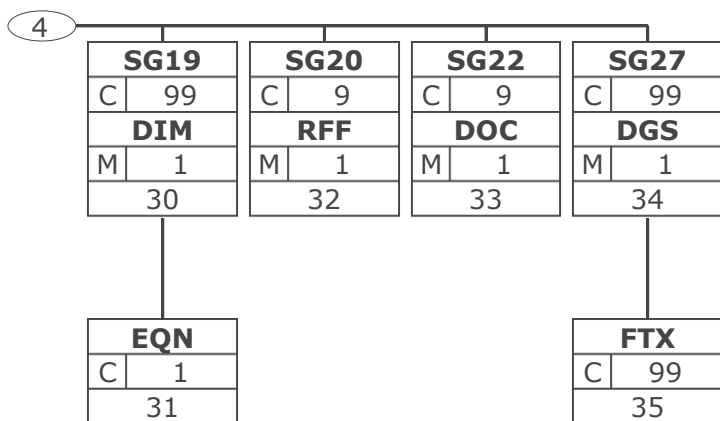 4
SG19 SG20 SG22 SG27
C 99 C 9 C 9 C 99
DIM RFF DOC DGS
M 1 M 1 M 1 M 1
30 32 33 34
EQN FTX
C 1 C 99
31 35